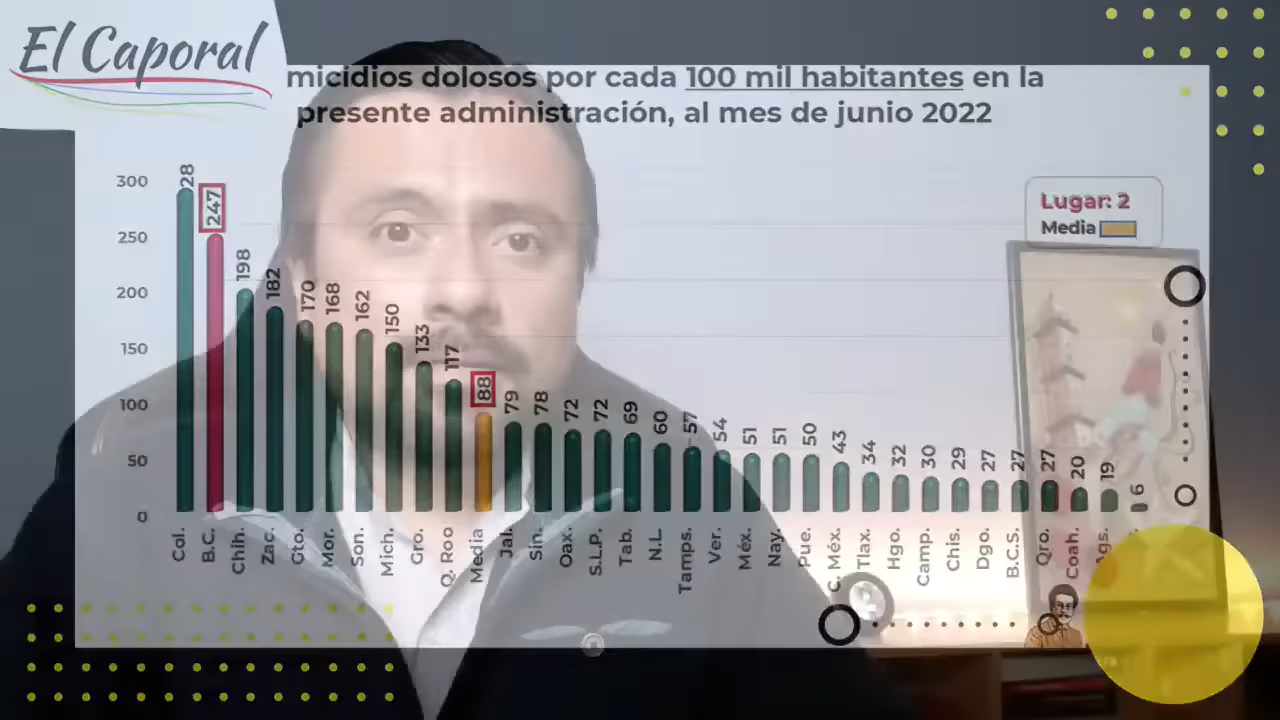 El Caporal
micidios dolosos por cada 100 mil habitantes en la
presente administración, al mes de junio 2022
Lugar: 2
Media
300
250
200
150
100
50
0
28
247
198
182
170
168
162
150
133
117
88
79
78
72
72
69
60
57
54
51
51
50
43
34
32
30
29
27
27
27
20
19
6
Col.
B.C.
Chih.
Zac.
Gto.
Mor.
Son.
Mich.
Gro.
Q. Roo
Media
Jal.
Sin.
Oax.
S.L.P.
Tab.
N.L.
Tamps.
Ver.
Méx.
Nay.
Pue.
C. Méx.
Tlax.
Hgo.
Camp.
Chis.
Dgo.
B.C.S.
Qro.
Coah.
Ags.